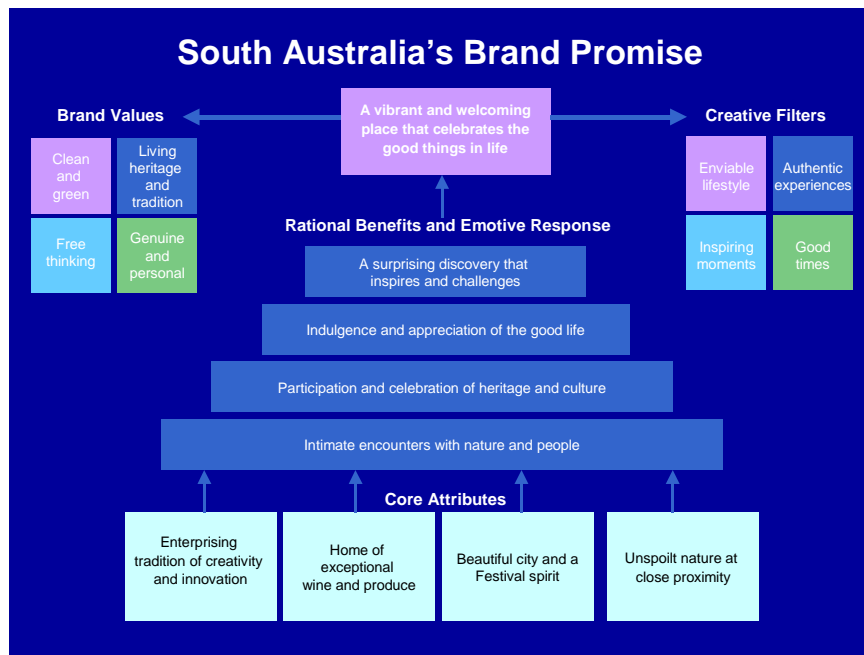 South Australia's Brand Promise
Brand Values
Clean
and
green
Living
heritage
and
tradition
Free
thinking
Genuine
and
personal
A vibrant and welcoming
place that celebrates the
good things in life
Creative Filters
Enviable
lifestyle
Authentic
experiences
Inspiring
moments
Good
times
Rational Benefits and Emotive Response
A surprising discovery that
inspires and challenges
Indulgence and appreciation of the good life
Participation and celebration of heritage and culture
Intimate encounters with nature and people
Core Attributes
Enterprising
tradition of creativity
and innovation
Home of
exceptional
wine and produce
Beautiful city and a
Festival spirit
Unspoilt nature at
close proximity